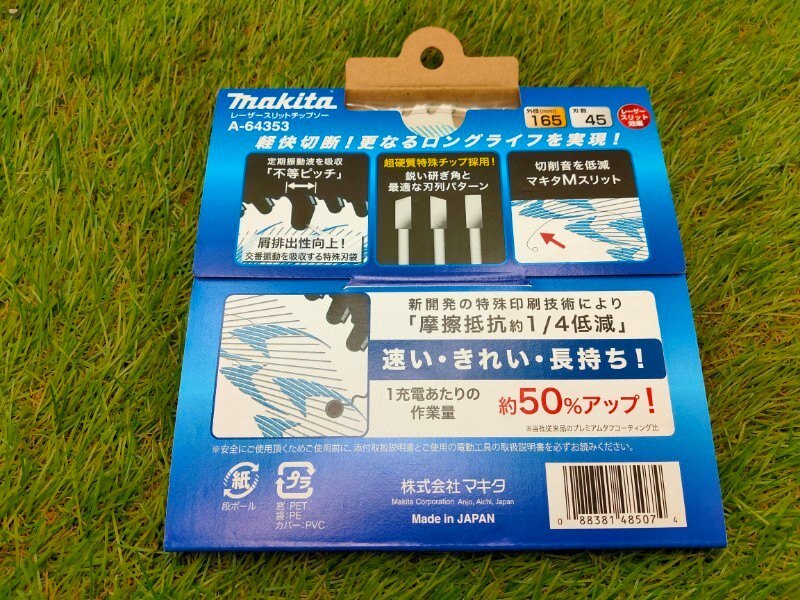 makita
レーザースリットチップソー
A-64353
外径(mm)
165
刃数
45
レーザー
スリット
効果
軽快切断!更なるロングライフを実現!
定期振動波を吸収
「不等ピッチ」
屑排出性向上!
交番振動を吸収する特殊刃袋
超硬質特殊チップ採用!
鋭い研ぎ角と
最適な刃列パターン
切削音を低減
マキタMスリット
新開発の特殊印刷技術により
「摩擦抵抗約1/4低減」
速い・きれい・長持ち!
1充電あたりの
作業量
約50%アップ!
※当社従来品のプレミアムタフコーティング比
※安全にご使用頂くためご使用前に、添付取扱説明書とご使用の電動工具の取扱説明書を必ずお読みください。
紙
段ボール
プラ
窓:PET
袋:PE
カバー:PVC
株式会社マキタ
Makita Corporation Anjo, Aichi, Japan
Made in JAPAN
0 88381 48507 4